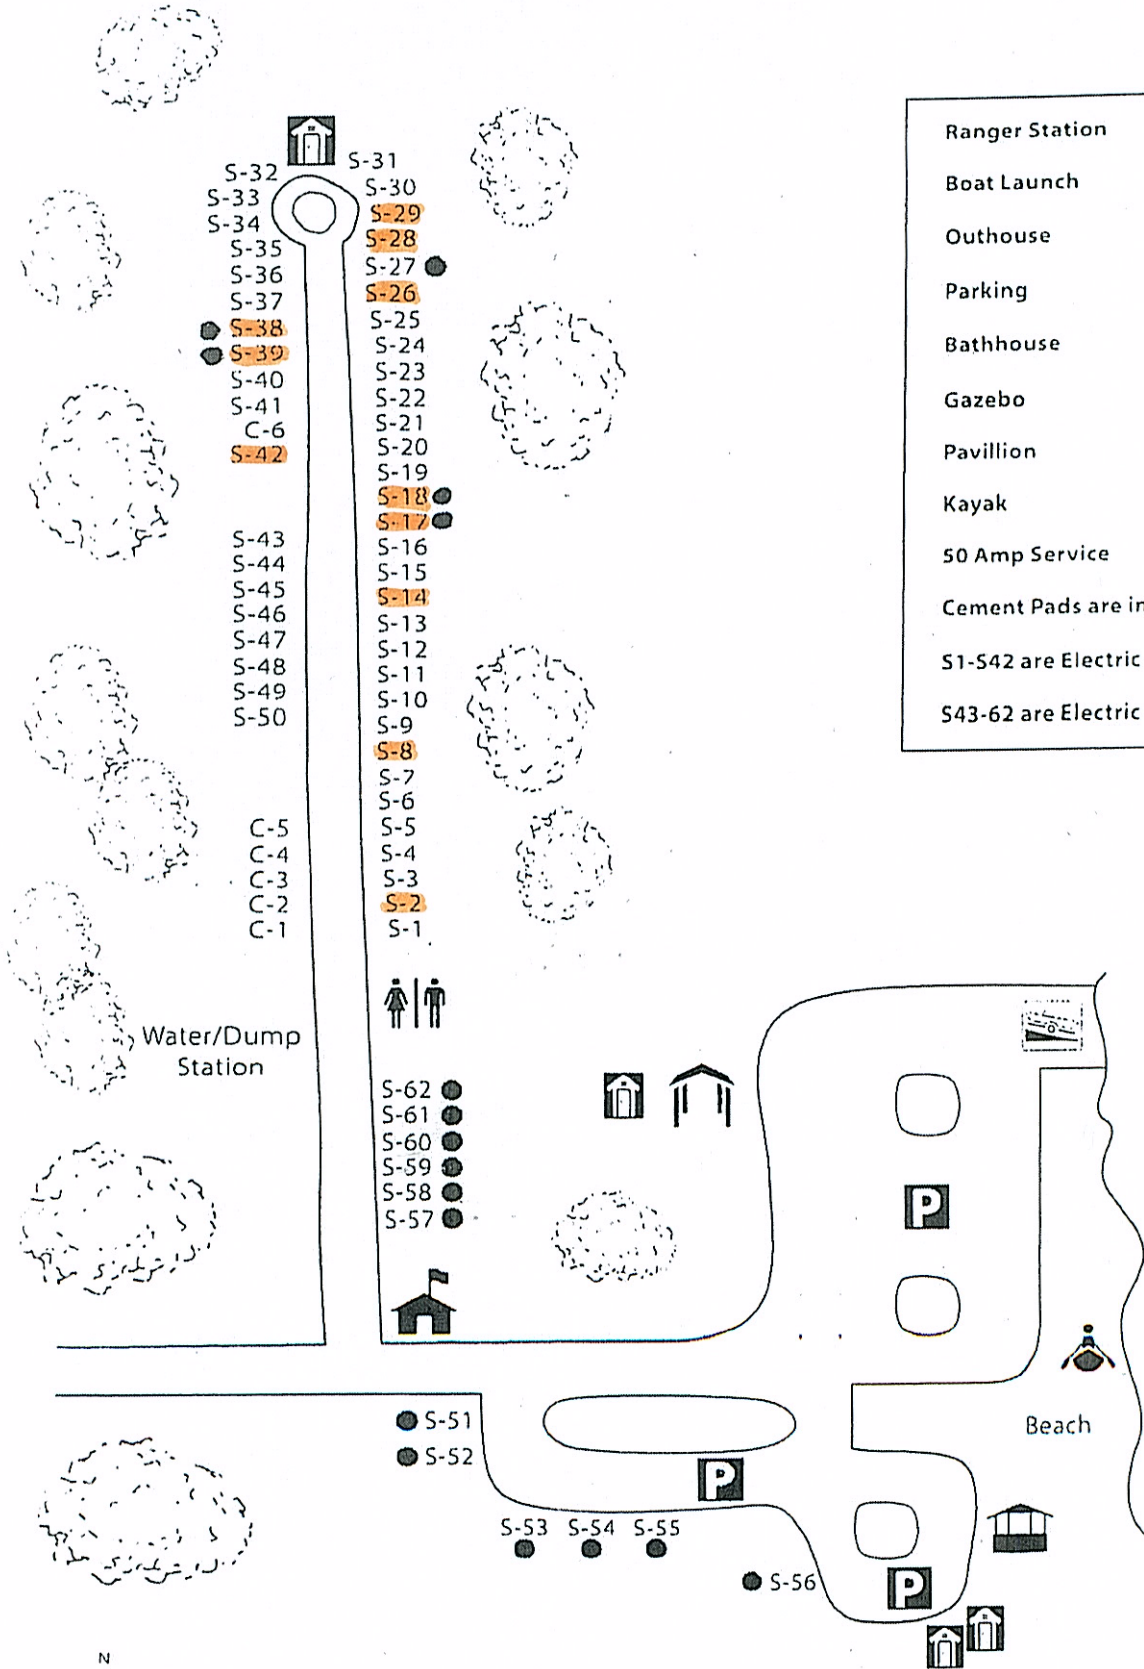 S-31
S-32
S-30
S-33
S-29
S-34
S-28
S-35
S-27
S-36
S-26
S-37
S-25
S-38
S-24
S-39
S-23
S-40
S-22
S-41
S-21
C-6
S-20
S-42
S-19
S-18
S-17
S-43
S-16
S-44
S-15
S-45
S-14
S-46
S-13
S-47
S-12
S-48
S-11
S-49
S-10
S-50
S-9
S-8
S-7
S-6
C-5
S-5
C-4
S-4
C-3
S-3
C-2
S-2
C-1
S-1
Water/Dump
Station
S-62
S-61
S-60
S-59
S-58
S-57
P
S-51
S-52
Beach
P
S-53 S-54 S-55
S-56
P
N
Ranger Station
Boat Launch
Outhouse
Parking
Bathhouse
Gazebo
Pavillion
Kayak
50 Amp Service
Cement Pads are in
S1-S42 are Electric
S43-62 are Electric